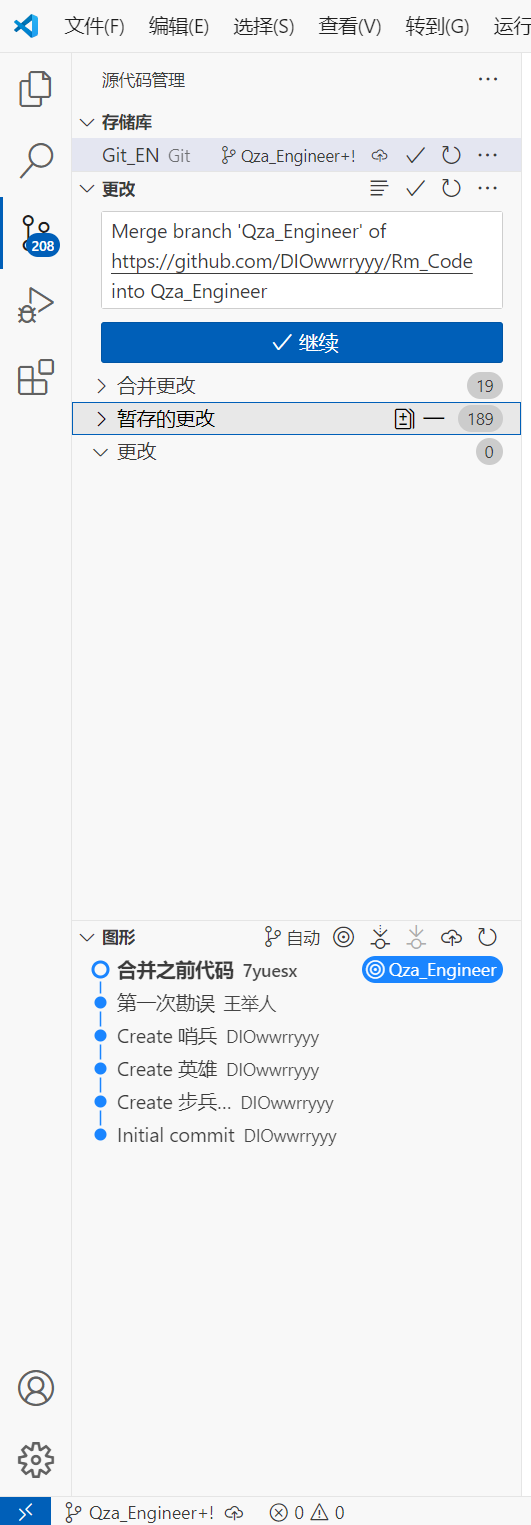 文件(F) 编辑(E) 选择(S) 查看(V) 转到(G) 运行
源代码管理
存储库
Git_EN Git Qza_Engineer+!
更改
208
Merge branch 'Qza_Engineer' of
https://github.com/DIOwwrryyy/Rm_Code
into Qza_Engineer
继续
合并更改 19
暂存的更改 189
更改 0
图形 自动
合并之前代码 7yuesx Qza_Engineer
第一次勘误 王举人
Create 哨兵 DIOwwrryyy
Create 英雄 DIOwwrryyy
Create 步兵... DIOwwrryyy
Initial commit DIOwwrryyy
Qza_Engineer+! 0 0